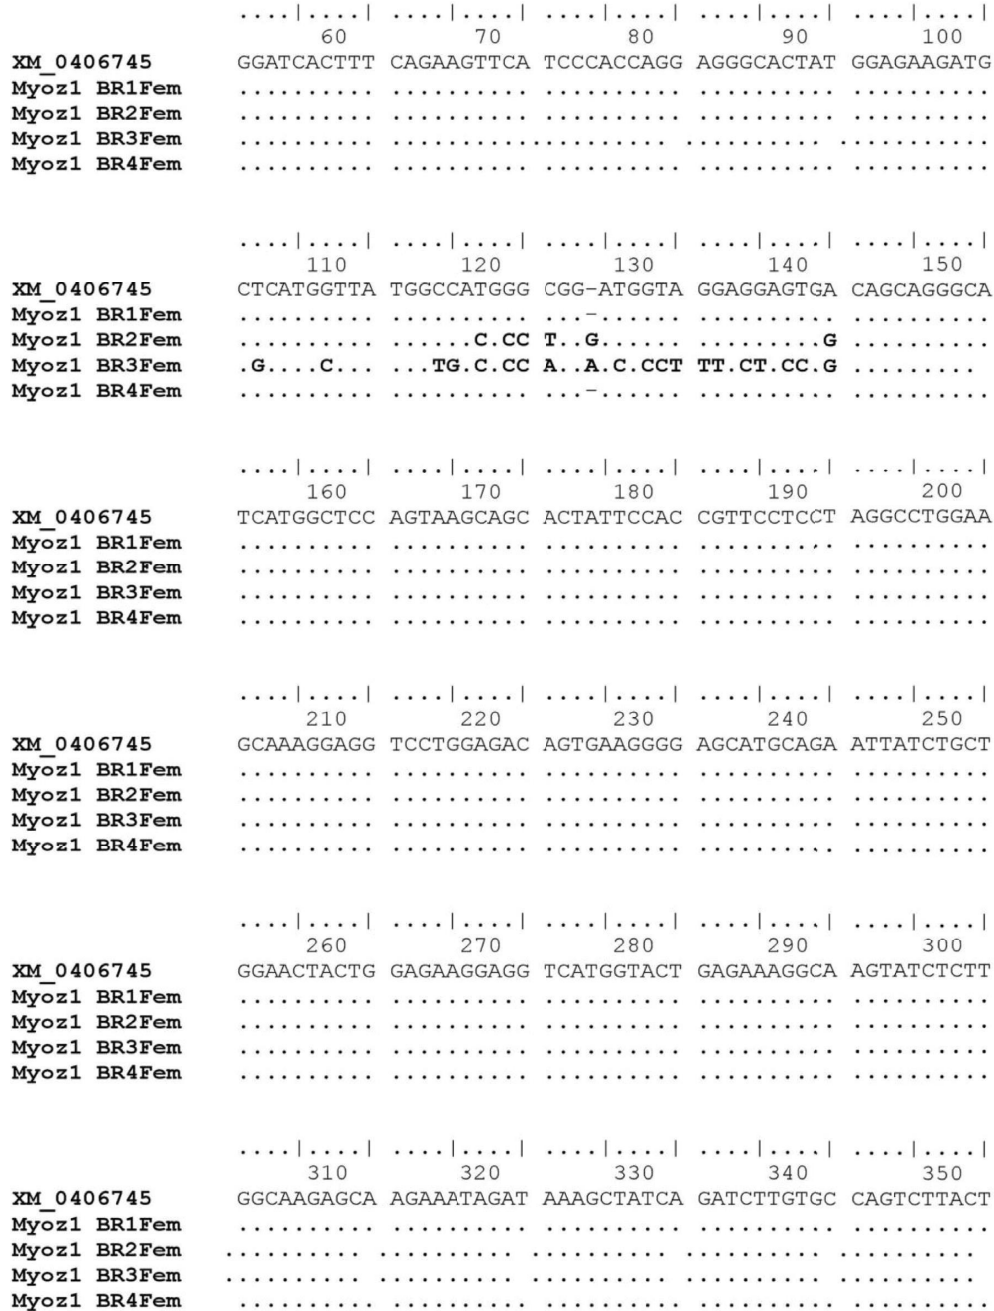 ....|....| ....|....| ....|....| ....|....| ....|....|
60 70 80 90 100
XM_0406745 GGATCACTTT CAGAAGTTCA TCCCACCAGG AGGGCACTAT GGAGAAGATG
Myoz1 BR1Fem .......... .......... .......... .......... ..........
Myoz1 BR2Fem .......... .......... .......... .......... ..........
Myoz1 BR3Fem .......... .................... .......... ..........
Myoz1 BR4Fem .......... .......... .......... .......... ..........
....|....| ....|....| ....|....| ....|....| ....|....|
110 120 130 140 150
XM_0406745 CTCATGGTTA TGGCCATGGG CGG-ATGGTA GGAGGAGTGA CAGCAGGGCA
Myoz1 BR1Fem .......... .......... ...-...... .......... ..........
Myoz1 BR2Fem .......... ......C.CC T..G...... .........G ..........
Myoz1 BR3Fem .G....C... ...TG.C.CC A..A.C.CCT TT.CT.CC.G ..........
Myoz1 BR4Fem .......... .......... ...-...... .......... ..........
....|....| ....|....| ....|....| ....|....| ....|....|
160 170 180 190 200
XM_0406745 TCATGGCTCC AGTAAGCAGC ACTATTCCAC CGTTCCTCCT AGGCCTGGAA
Myoz1 BR1Fem .......... .......... .......... .......... ..........
Myoz1 BR2Fem .......... .......... .......... .......... ..........
Myoz1 BR3Fem .......... .......... .......... .......... ..........
Myoz1 BR4Fem .......... .......... .......... .......... ..........
....|....| ....|....| ....|....| ....|....| ....|....|
210 220 230 240 250
XM_0406745 GCAAAGGAGG TCCTGGAGAC AGTGAAGGGG AGCATGCAGA ATTATCTGCT
Myoz1 BR1Fem .......... .......... .......... .......... ..........
Myoz1 BR2Fem .......... .......... .......... .......... ..........
Myoz1 BR3Fem .......... .......... .......... .......... ..........
Myoz1 BR4Fem .......... .......... .......... .......... ..........
....|....| ....|....| ....|....| ....|....| ....|....|
260 270 280 290 300
XM_0406745 GGAACTACTG GAGAAGGAGG TCATGGTACT GAGAAAGGCA AGTATCTCTT
Myoz1 BR1Fem .......... .......... .......... .......... ..........
Myoz1 BR2Fem .......... .......... .......... .......... ..........
Myoz1 BR3Fem .......... .......... .......... .......... ..........
Myoz1 BR4Fem .......... .......... .......... .......... ..........
....|....| ....|....| ....|....| ....|....| ....|....|
310 320 330 340 350
XM_0406745 GGCAAGAGCA AGAAATAGAT AAAGCTATCA GATCTTGTGC CAGTCTTACT
Myoz1 BR1Fem .......... .......... .......... .......... ..........
Myoz1 BR2Fem .......... .......... .......... .......... ..........
Myoz1 BR3Fem .......... .......... .......... .......... ..........
Myoz1 BR4Fem .......... .......... .......... .......... ..........